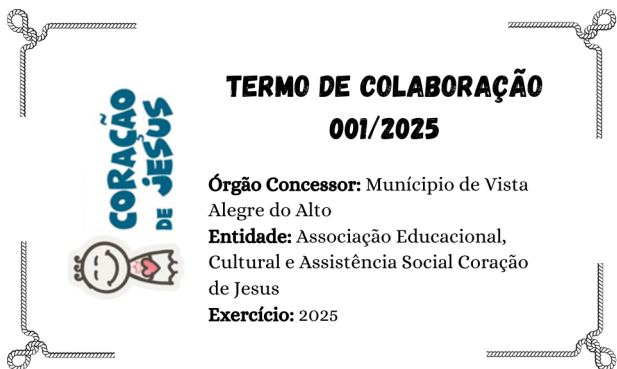 CORAÇÃO
DE JESUS
TERMO DE COLABORAÇÃO
001/2025
Órgão Concessor: Munícipio de Vista
Alegre do Alto
Entidade: Associação Educacional,
Cultural e Assistência Social Coração
de Jesus
Exercício: 2025